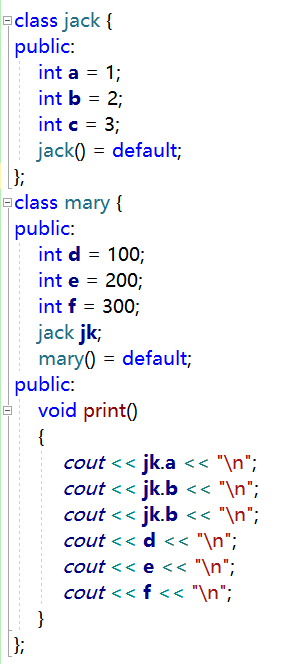 class jack {
public:
int a = 1;
int b = 2;
int c = 3;
jack() = default;
};
class mary {
public:
int d = 100;
int e = 200;
int f = 300;
jack jk;
mary() = default;
public:
void print()
{
cout << jk.a << "\n";
cout << jk.b << "\n";
cout << jk.b << "\n";
cout << d << "\n";
cout << e << "\n";
cout << f << "\n";
}
};